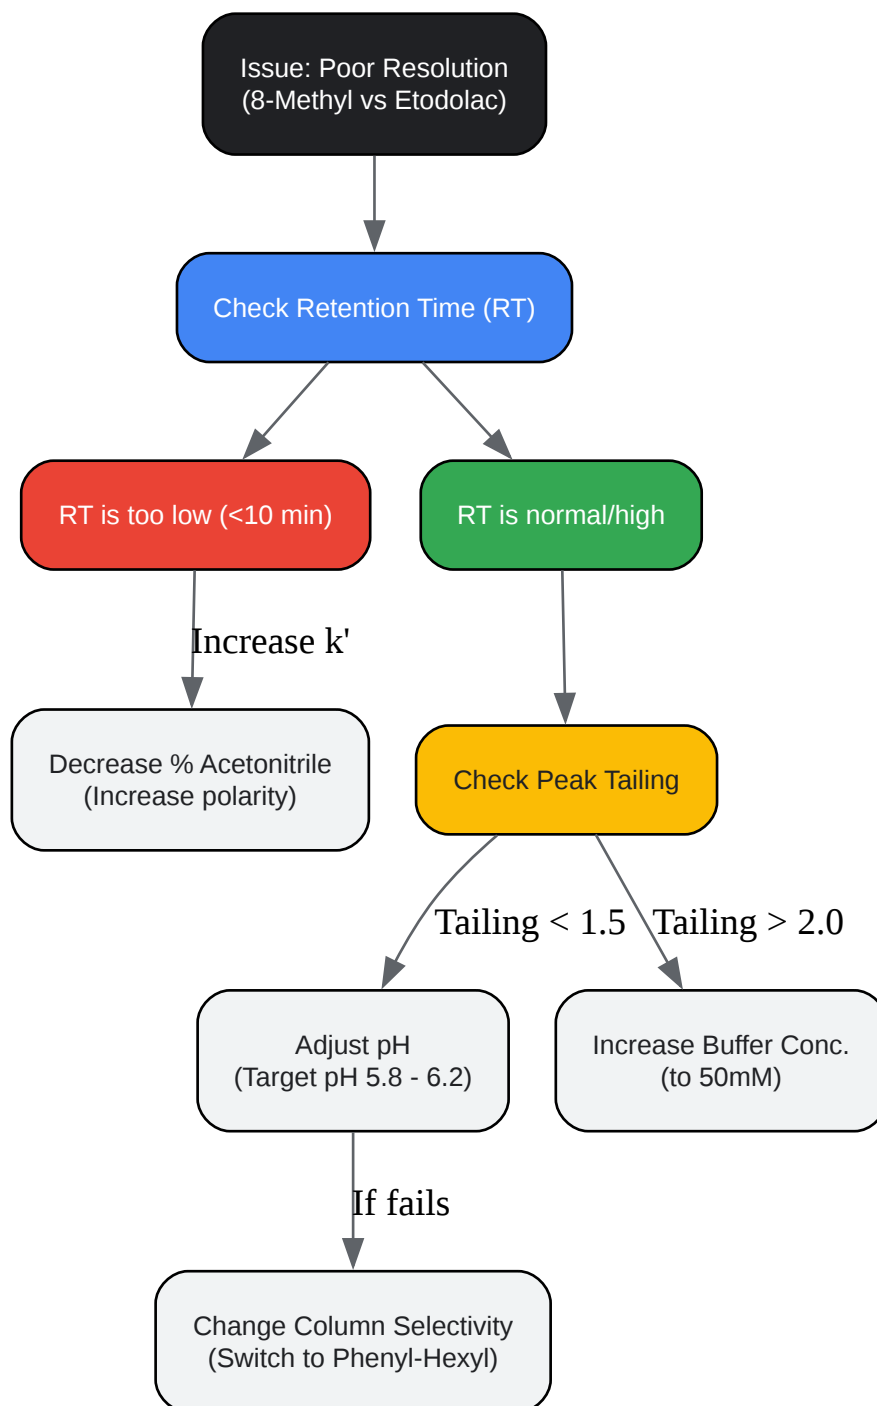 Issue: Poor Resolution
(8-Methyl vs Etodolac)
Check Retention Time (RT)
RT is too low (<10 min)
RT is normal/high
Increase k'
Decrease % Acetonitrile
(Increase polarity)
Check Peak Tailing
Tailing < 1.5
Tailing > 2.0
Adjust pH
(Target pH 5.8 - 6.2)
Increase Buffer Conc.
(to 50mM)
If fails
Change Column Selectivity
(Switch to Phenyl-Hexyl)